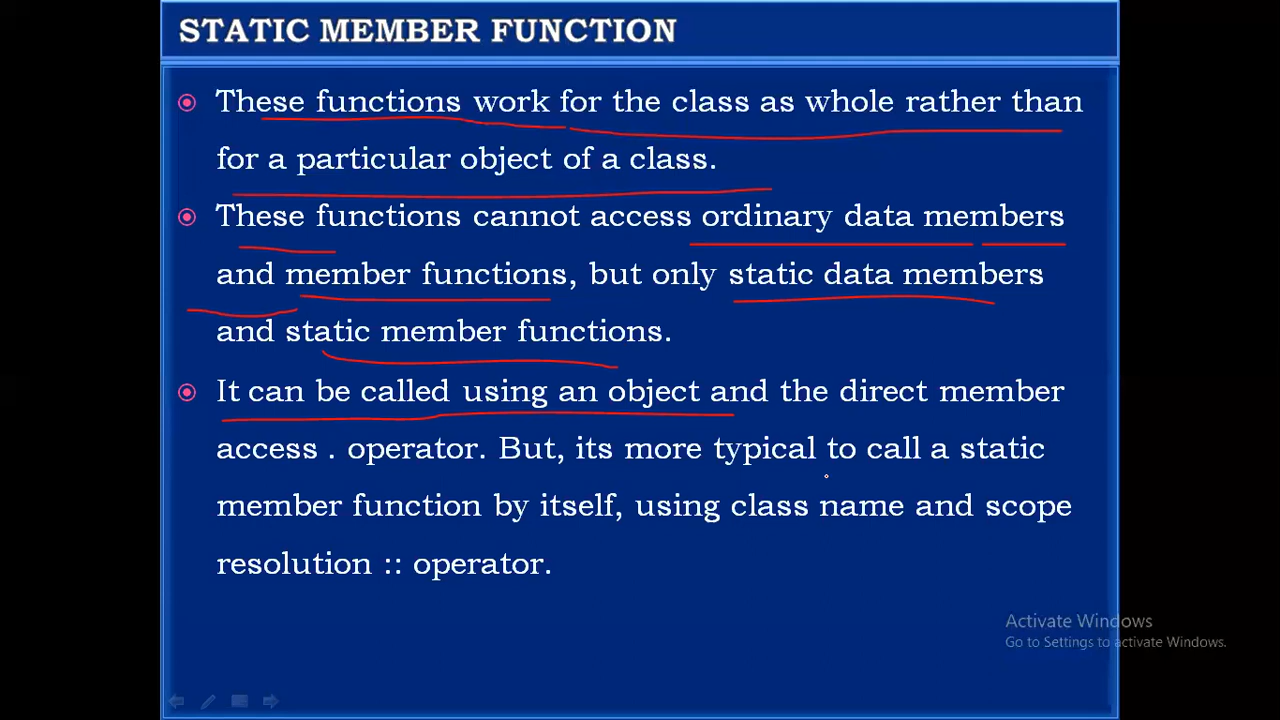 STATIC MEMBER FUNCTION
These functions work for the class as whole rather than
for a particular object of a class.
These functions cannot access ordinary data members
and member functions, but only static data members
and static member functions.
It can be called using an object and the direct member
access . operator. But, its more typical to call a static
member function by itself, using class name and scope
resolution :: operator.
Activate Windows
Go to Settings to activate Windows.